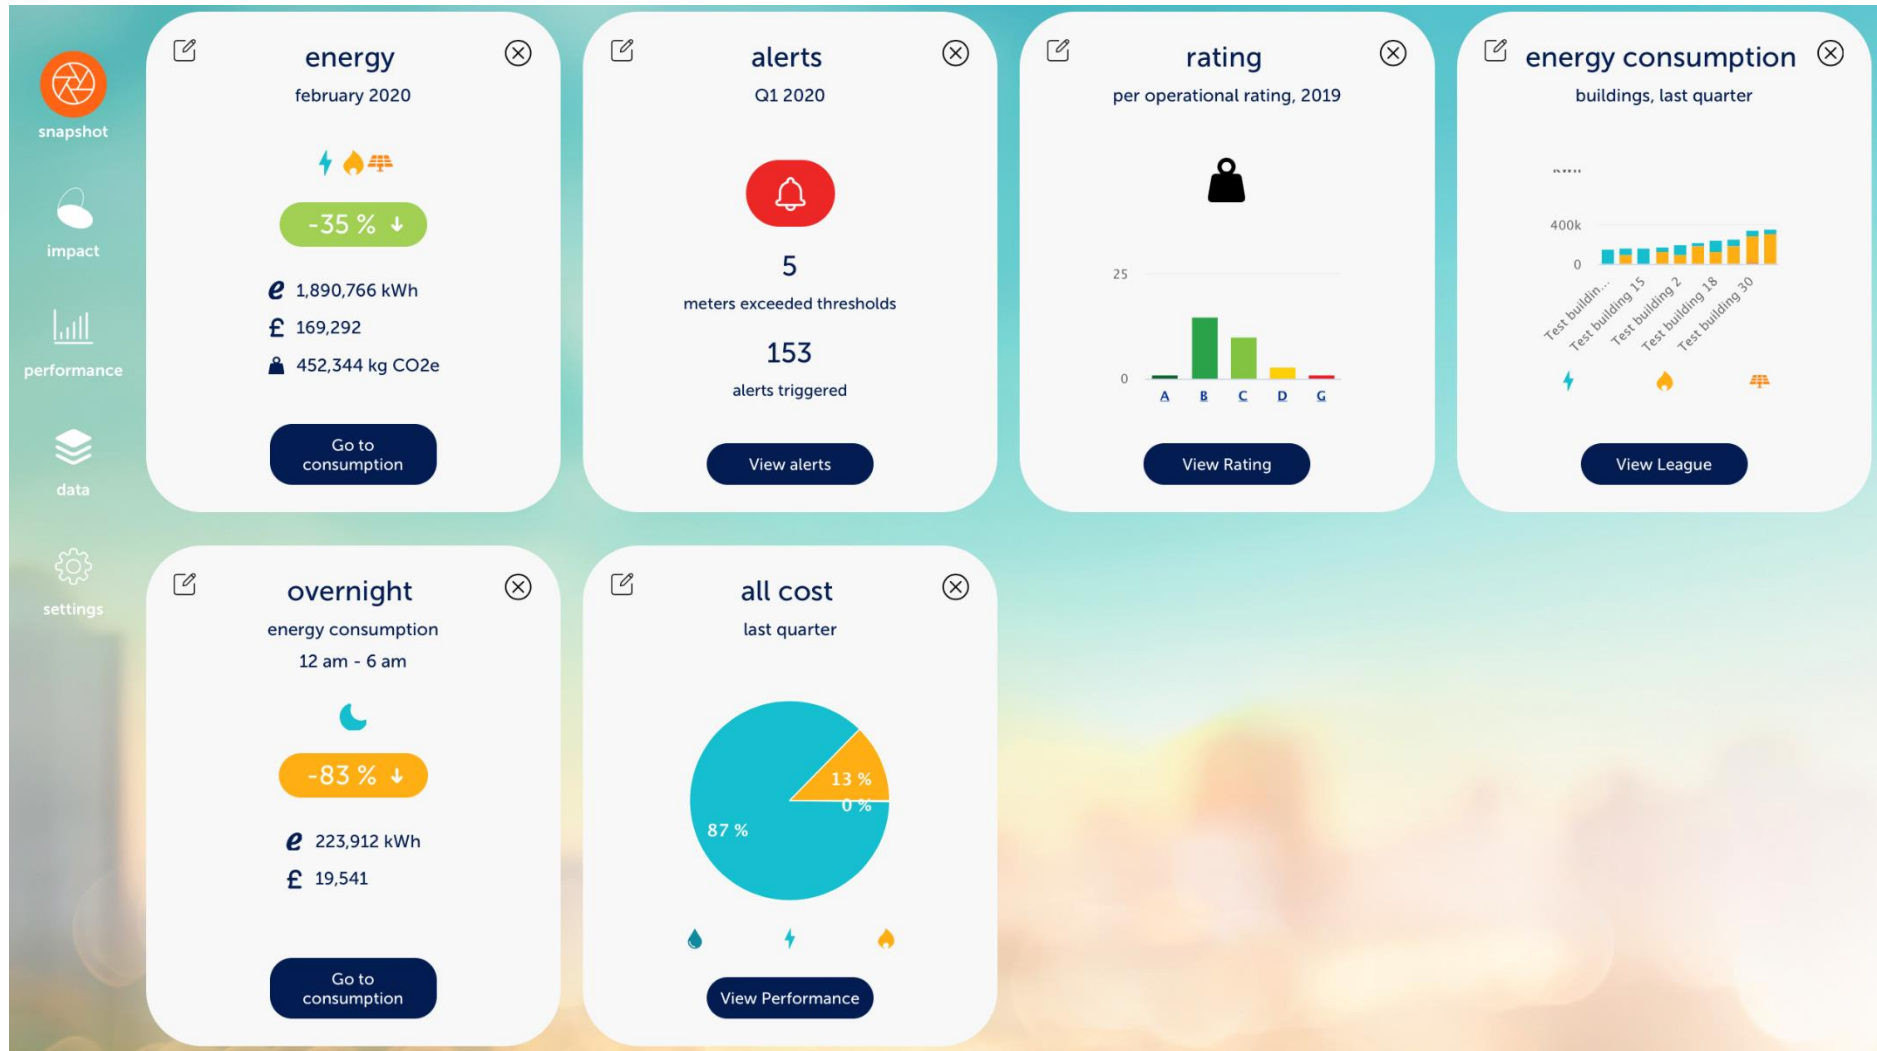 snapshot
impact
performance
data
settings
energy
february 2020
-35 %
e 1,890,766 kWh
£ 169,292
452,344 kg CO2e
Go to
consumption
alerts
Q1 2020
5
meters exceeded thresholds
153
alerts triggered
View alerts
rating
per operational rating, 2019
25
0
A B C D G
View Rating
energy consumption
buildings, last quarter
400k
0
Test buildin...
Test building 15
Test building 2
Test building 18
Test building 30
View League
overnight
energy consumption
12 am - 6 am
-83 %
e 223,912 kWh
£ 19,541
Go to
consumption
all cost
last quarter
13 %
0 %
87 %
View Performance